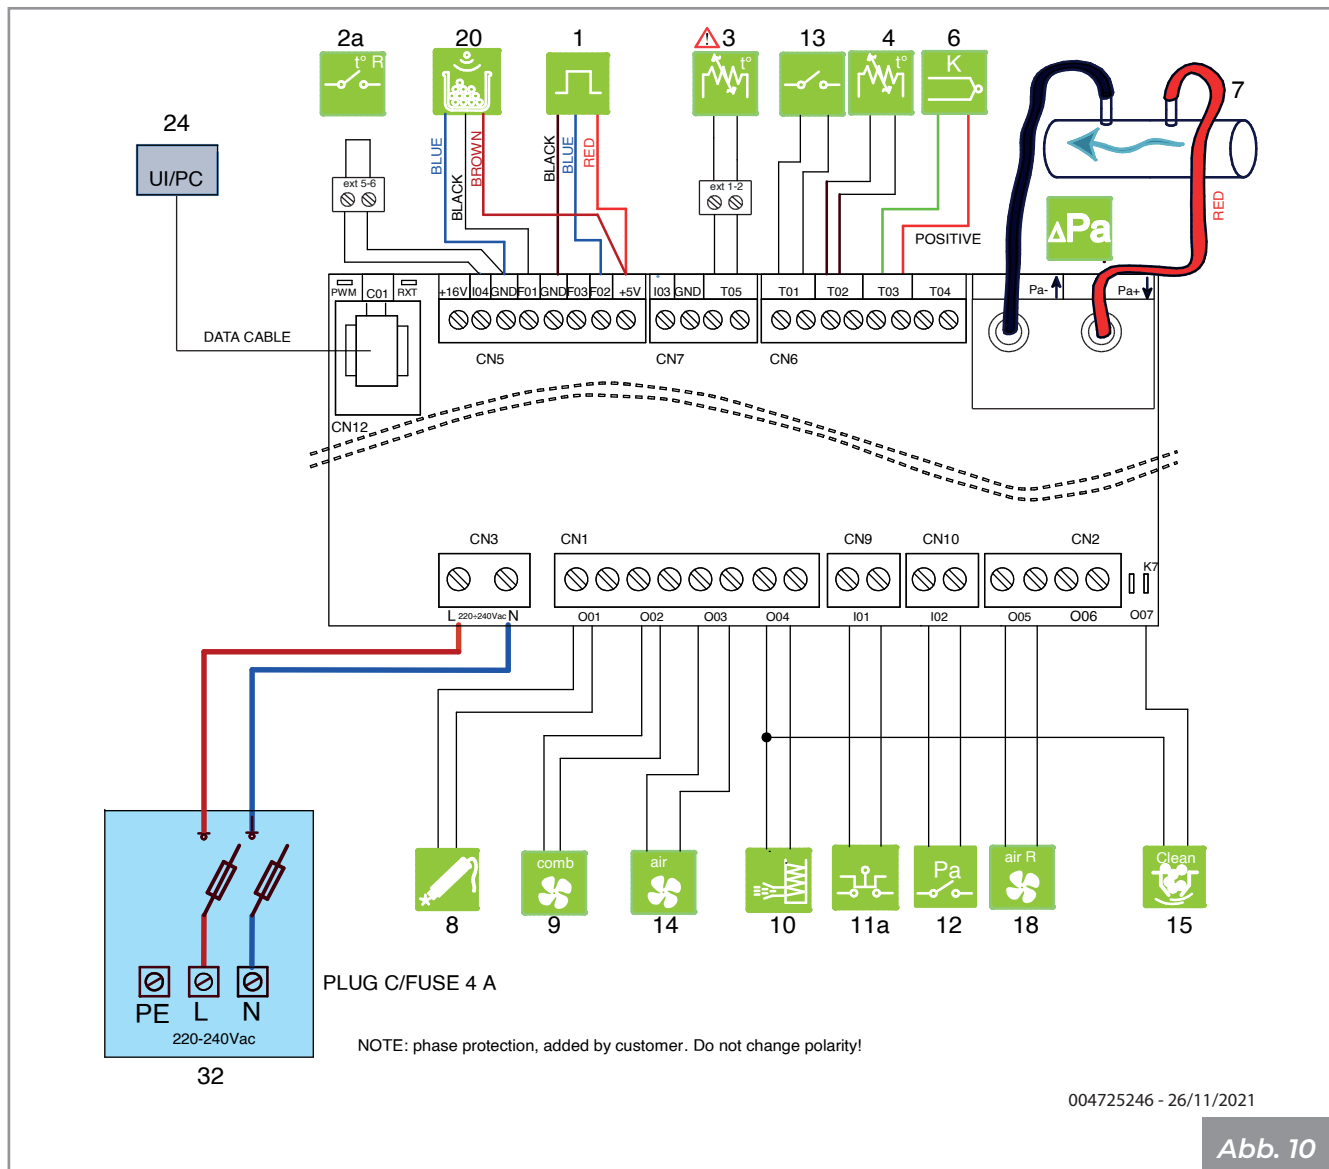 2a
20
1
3
13
4
6
7
24
t° R
t°
t°
K
UI/PC
BLUE
BLACK
BROWN
BLACK
BLUE
RED
ext 5-6
ext 1-2
RED
ΔPa
POSITIVE
PWM
C01
RXT
+16V
I04
GND
F01
GND
F03
F02
+5V
I03
GND
T05
T01
T02
T03
T04
Pa-
Pa+
DATA CABLE
CN5
CN7
CN6
CN12
CN3
CN1
CN9
CN10
CN2
K7
L 220÷240Vac N
O01
O02
O03
O04
I01
I02
O05
O06
O07
comb
air
Pa
air R
Clean
8
9
14
10
11a
12
18
15
PLUG C/FUSE 4 A
PE
L
N
220-240Vac
32
NOTE: phase protection, added by customer. Do not change polarity!
004725246 - 26/11/2021
Abb. 10